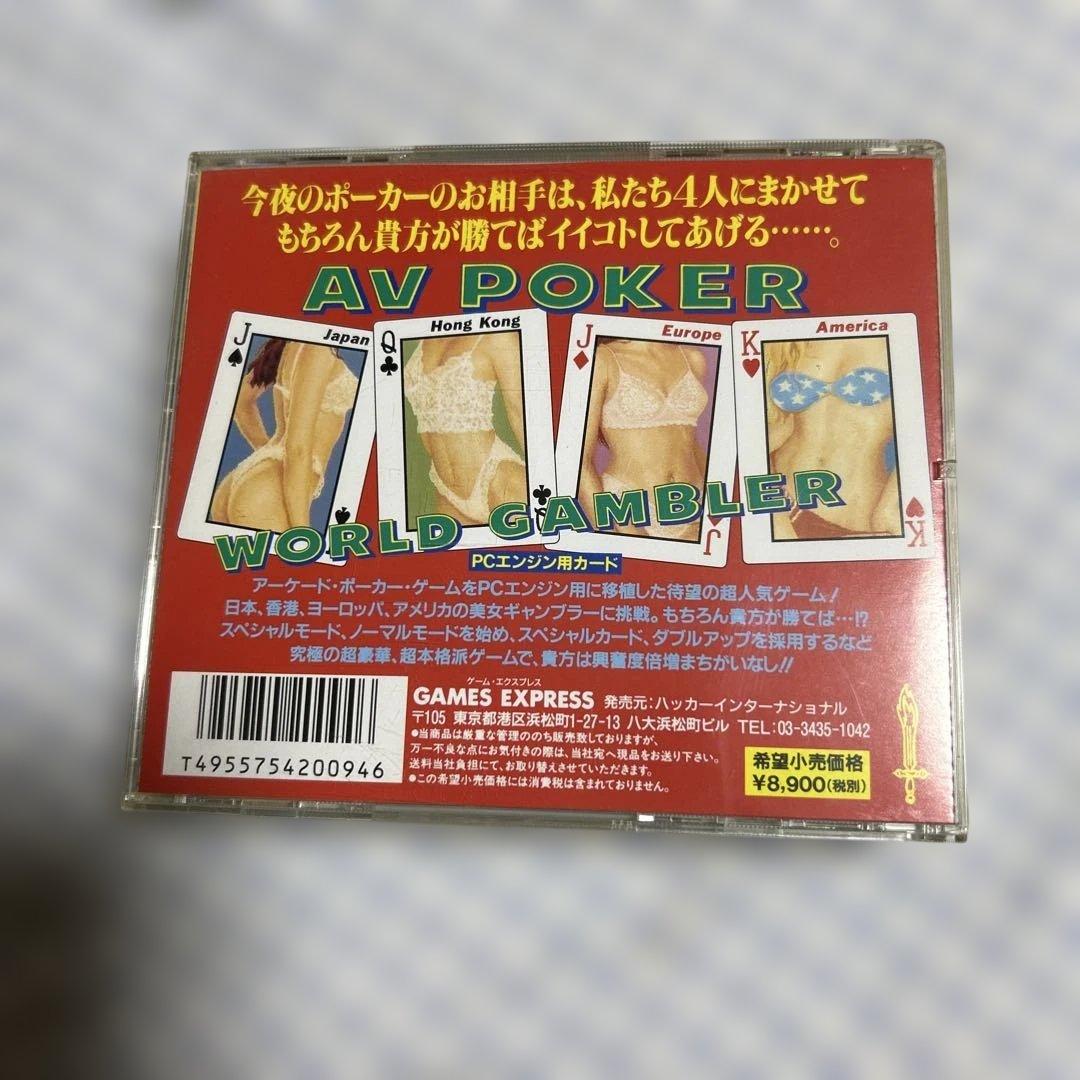 今夜のポーカーのお相手は、私たち4人にまかせて
もちろん貴方が勝てばイイコトしてあげる……。
AV POKER
J Japan
Q Hong Kong
J Europe
K America
J
K
WORLD GAMBLER
PCエンジン用カード
アーケード・ポーカー・ゲームをPCエンジン用に移植した待望の超人気ゲーム!
日本、香港、ヨーロッパ、アメリカの美女ギャンブラーに挑戦。もちろん貴方が勝てば…!?
スペシャルモード、ノーマルモードを始め、スペシャルカード、ダブルアップを採用するなど
究極の超豪華、超本格派ゲームで、貴方は興奮度倍増まちがいなし!!
ゲーム・エクスプレス
GAMES EXPRESS 発売元:ハッカーインターナショナル
〒105 東京都港区浜松町1-27-13 八大浜松町ビル TEL:03-3435-1042
●当商品は厳重な管理ののち販売致しておりますが、
万一不良な点にお気付きの際は、当社宛へ現品をお送り下さい。
送料当社負担にて、お取り替えさせていただきます。
●この希望小売価格には消費税は含まれておりません。
T4955754200946
希望小売価格
¥8,900(税別)